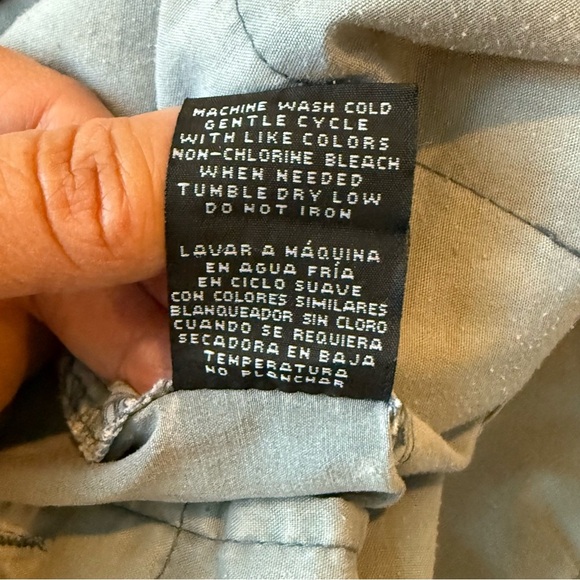 MACHINE WASH COLD
GENTLE CYCLE
WITH LIKE COLORS
NON-CHLORINE BLEACH
WHEN NEEDED
TUMBLE DRY LOW
DO NOT IRON
LAVAR A MÁQUINA
EN AGUA FRÍA
EN CICLO SUAVE
CON COLORES SIMILARES
BLANQUEADOR SIN CLORO
CUANDO SE REQUIERA
SECADORA EN BAJA
TEMPERATURA
NO PLANCHAR